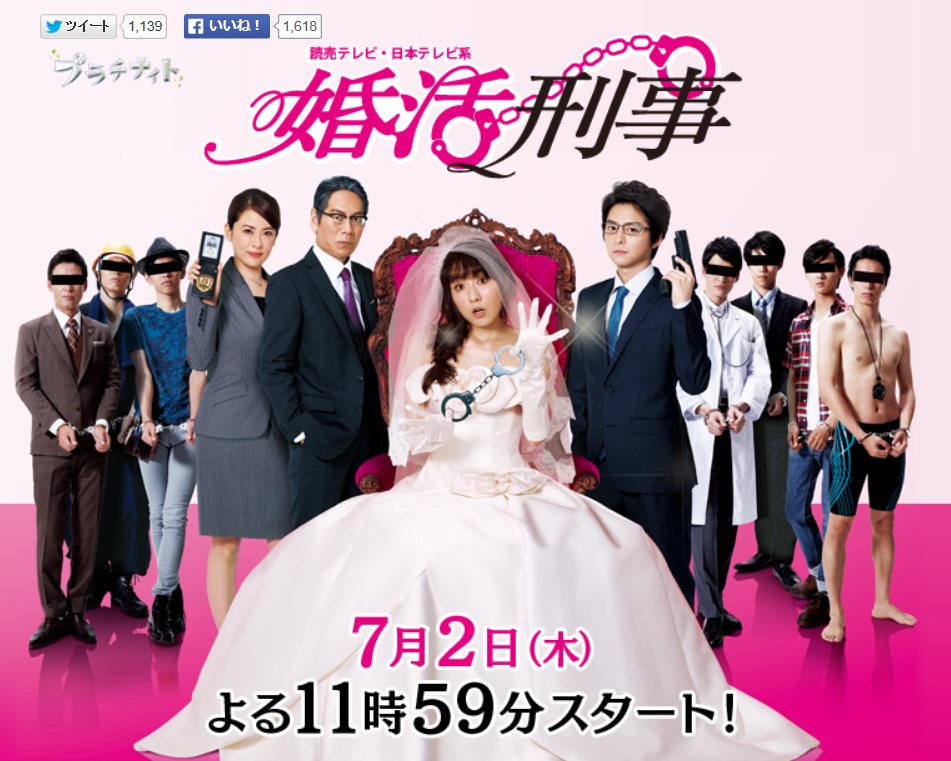 ツイート 1,139 いいね！ 1,618
プラチナイト
読売テレビ・日本テレビ系
婚活刑事
7月2日（木）
よる11時59分スタート！